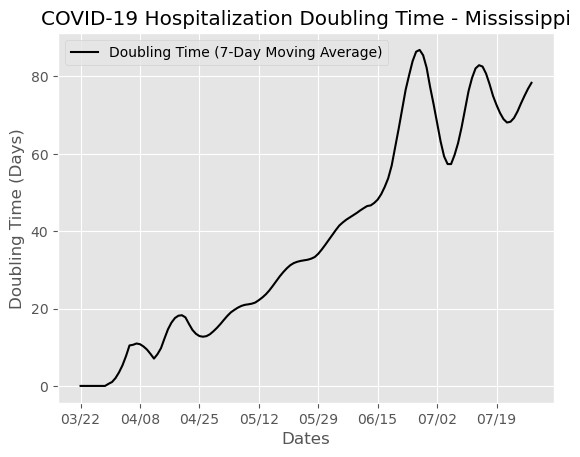 COVID-19 Hospitalization Doubling Time - Mississippi
Doubling Time (7-Day Moving Average)
Doubling Time (Days)
80
60
40
20
0
03/22 04/08 04/25 05/12 05/29 06/15 07/02 07/19
Dates